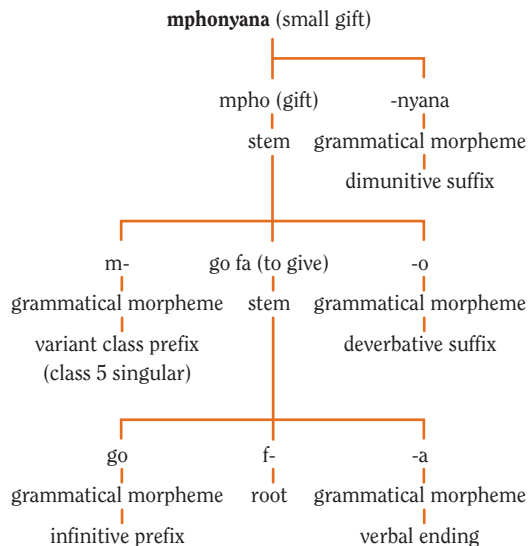 mphonyana (small gift)
mpho (gift) -nyana
stem grammatical morpheme
dimunitive suffix
m- go fa (to give) -o
grammatical morpheme stem grammatical morpheme
variant class prefix deverbative suffix
(class 5 singular)
go f- -a
grammatical morpheme root grammatical morpheme
infinitive prefix verbal ending